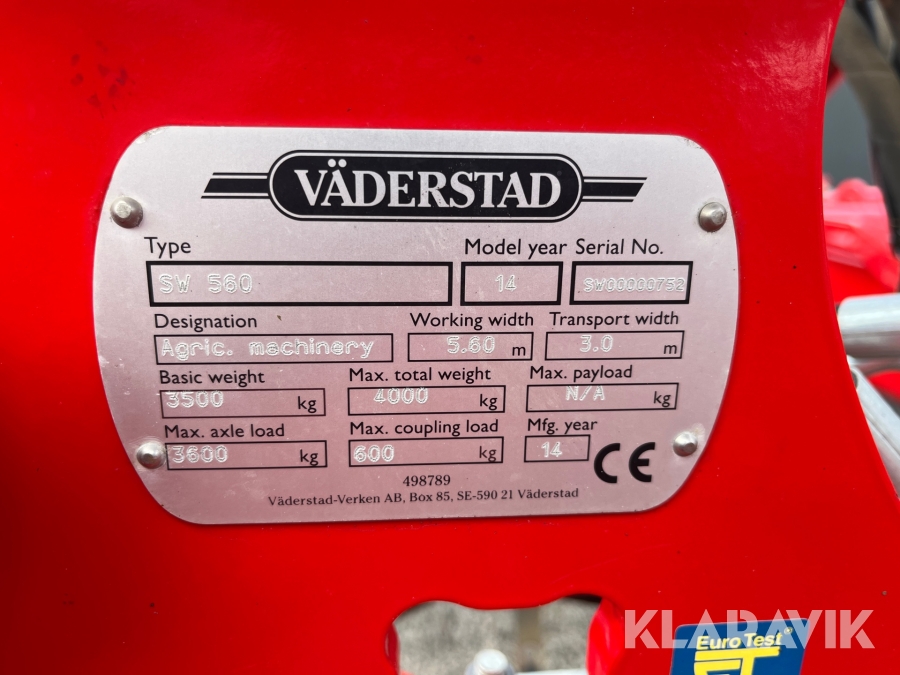 VÄDERSTAD
Type Model year Serial No.
SW 560 14 SW00000752
Designation Working width Transport width
Agric. machinery 5.60 m 3.0 m
Basic weight Max. total weight Max. payload
3500 kg 4000 kg N/A kg
Max. axle load Max. coupling load Mfg. year
3600 kg 600 kg 14 CE
498789
Väderstad-Verken AB, Box 85, SE-590 21 Väderstad
KLARAVIK
Euro Test®
ET